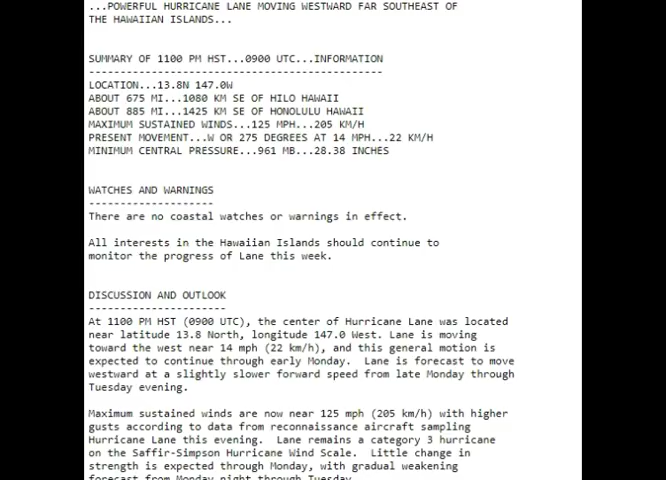 ...POWERFUL HURRICANE LANE MOVING WESTWARD FAR SOUTHEAST OF
THE HAWAIIAN ISLANDS...
SUMMARY OF 1100 PM HST...0900 UTC...INFORMATION
-----------------------------------------------
LOCATION...13.8N 147.0W
ABOUT 675 MI...1080 KM SE OF HILO HAWAII
ABOUT 885 MI...1425 KM SE OF HONOLULU HAWAII
MAXIMUM SUSTAINED WINDS...125 MPH...205 KM/H
PRESENT MOVEMENT...W OR 275 DEGREES AT 14 MPH...22 KM/H
MINIMUM CENTRAL PRESSURE...961 MB...28.38 INCHES
WATCHES AND WARNINGS
--------------------
There are no coastal watches or warnings in effect.
All interests in the Hawaiian Islands should continue to
monitor the progress of Lane this week.
DISCUSSION AND OUTLOOK
----------------------
At 1100 PM HST (0900 UTC), the center of Hurricane Lane was located
near latitude 13.8 North, longitude 147.0 West. Lane is moving
toward the west near 14 mph (22 km/h), and this general motion is
expected to continue through early Monday.  Lane is forecast to move
westward at a slightly slower forward speed from late Monday through
Tuesday evening.
Maximum sustained winds are now near 125 mph (205 km/h) with higher
gusts according to data from reconnaissance aircraft sampling
Hurricane Lane this evening.  Lane remains a category 3 hurricane
on the Saffir-Simpson Hurricane Wind Scale.  Little change in
strength is expected through Monday, with gradual weakening
forecast from Monday night through Tuesday.